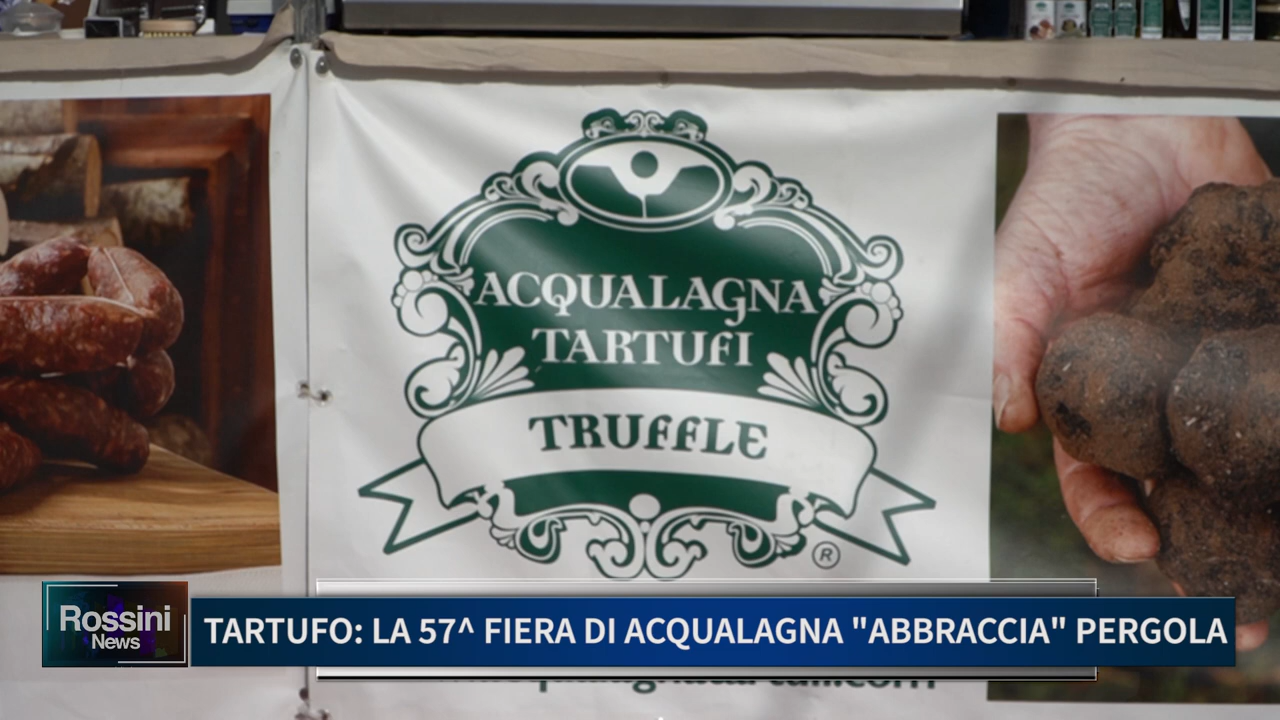 ACQUALAGNA
TARTUFI
TRUFFLE
®
Rossini
News
TARTUFO: LA 57^ FIERA DI ACQUALAGNA "ABBRACCIA" PERGOLA